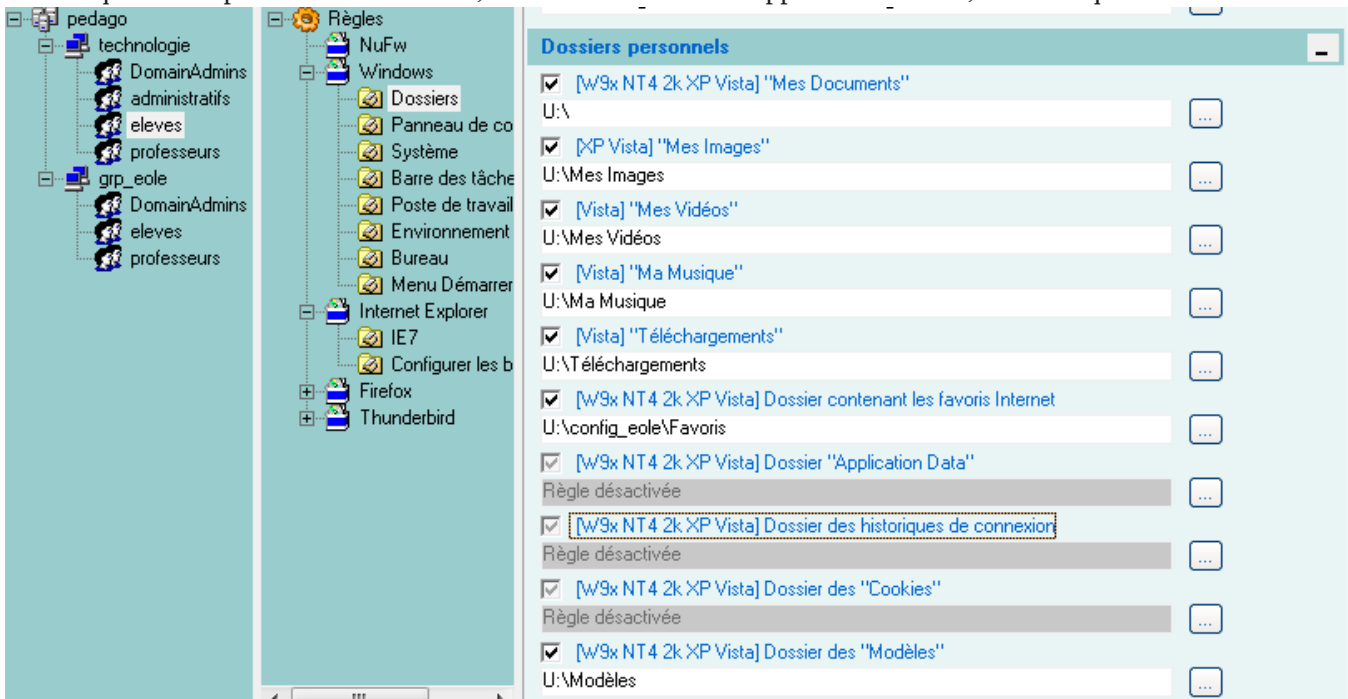 pedago
technologie
DomainAdmins
administratifs
eleves
professeurs
grp_eole
DomainAdmins
eleves
professeurs
Règles
NuFw
Windows
Dossiers
Panneau de co
Système
Barre des tâche
Poste de travail
Environnement
Bureau
Menu Démarrer
Internet Explorer
IE7
Configurer les b
Firefox
Thunderbird
Dossiers personnels
[W9x NT4 2k XP Vista] "Mes Documents"
U:\
...
[XP Vista] "Mes Images"
U:\Mes Images
...
[Vista] "Mes Vidéos"
U:\Mes Vidéos
...
[Vista] "Ma Musique"
U:\Ma Musique
...
[Vista] "Téléchargements"
U:\Téléchargements
...
[W9x NT4 2k XP Vista] Dossier contenant les favoris Internet
U:\config_eole\Favoris
...
[W9x NT4 2k XP Vista] Dossier "Application Data"
Règle désactivée
...
[W9x NT4 2k XP Vista] Dossier des historiques de connexion
Règle désactivée
...
[W9x NT4 2k XP Vista] Dossier des "Cookies"
Règle désactivée
...
[W9x NT4 2k XP Vista] Dossier des "Modèles"
U:\Modèles
...